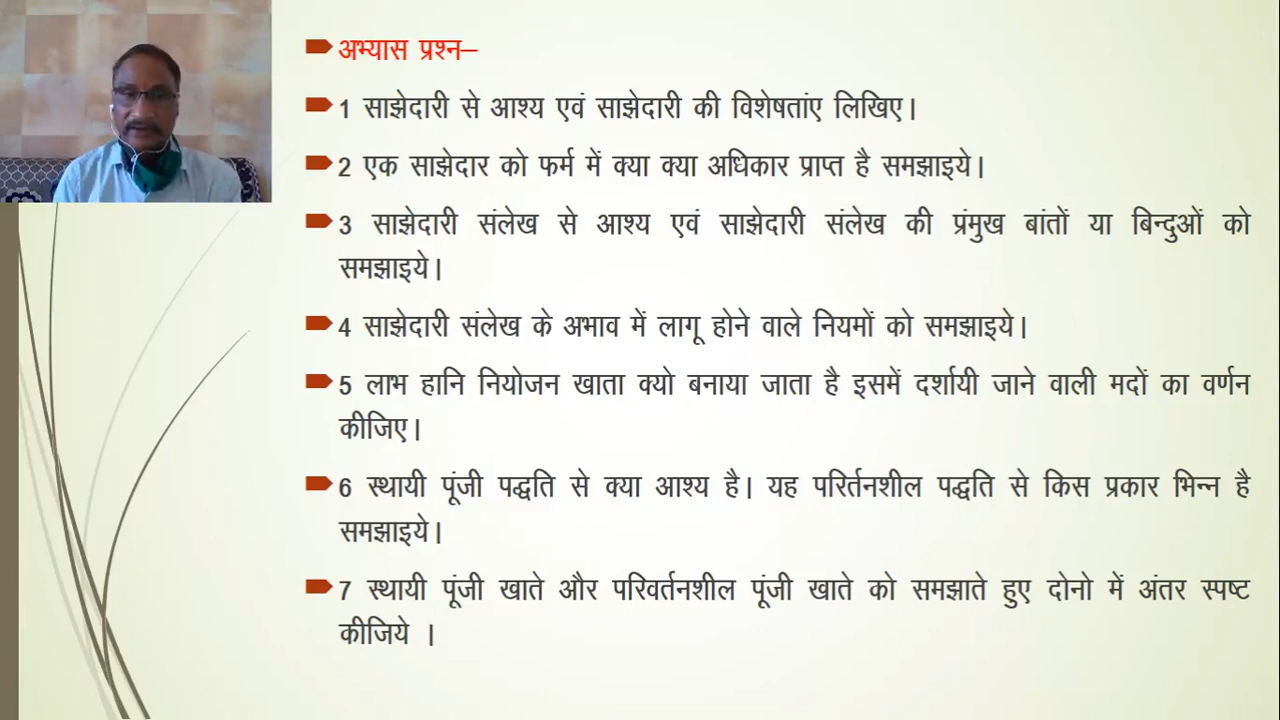 अभ्यास प्रश्न–
1 साझेदारी से आश्य एवं साझेदारी की विशेषतांए लिखिए।
2 एक साझेदार को फर्म में क्या क्या अधिकार प्राप्त है समझाइये।
3 साझेदारी संलेख से आश्य एवं साझेदारी संलेख की प्रंमुख बांतों या बिन्दुओं को
समझाइये।
4 साझेदारी संलेख के अभाव में लागू होने वाले नियमों को समझाइये।
5 लाभ हानि नियोजन खाता क्यो बनाया जाता है इसमें दर्शायी जाने वाली मदों का वर्णन
कीजिए।
6 स्थायी पूंजी पद्धति से क्या आश्य है। यह परिर्तनशील पद्धति से किस प्रकार भिन्न है
समझाइये।
7 स्थायी पूंजी खाते और परिवर्तनशील पूंजी खाते को समझाते हुए दोनो में अंतर स्पष्ट
कीजिये ।